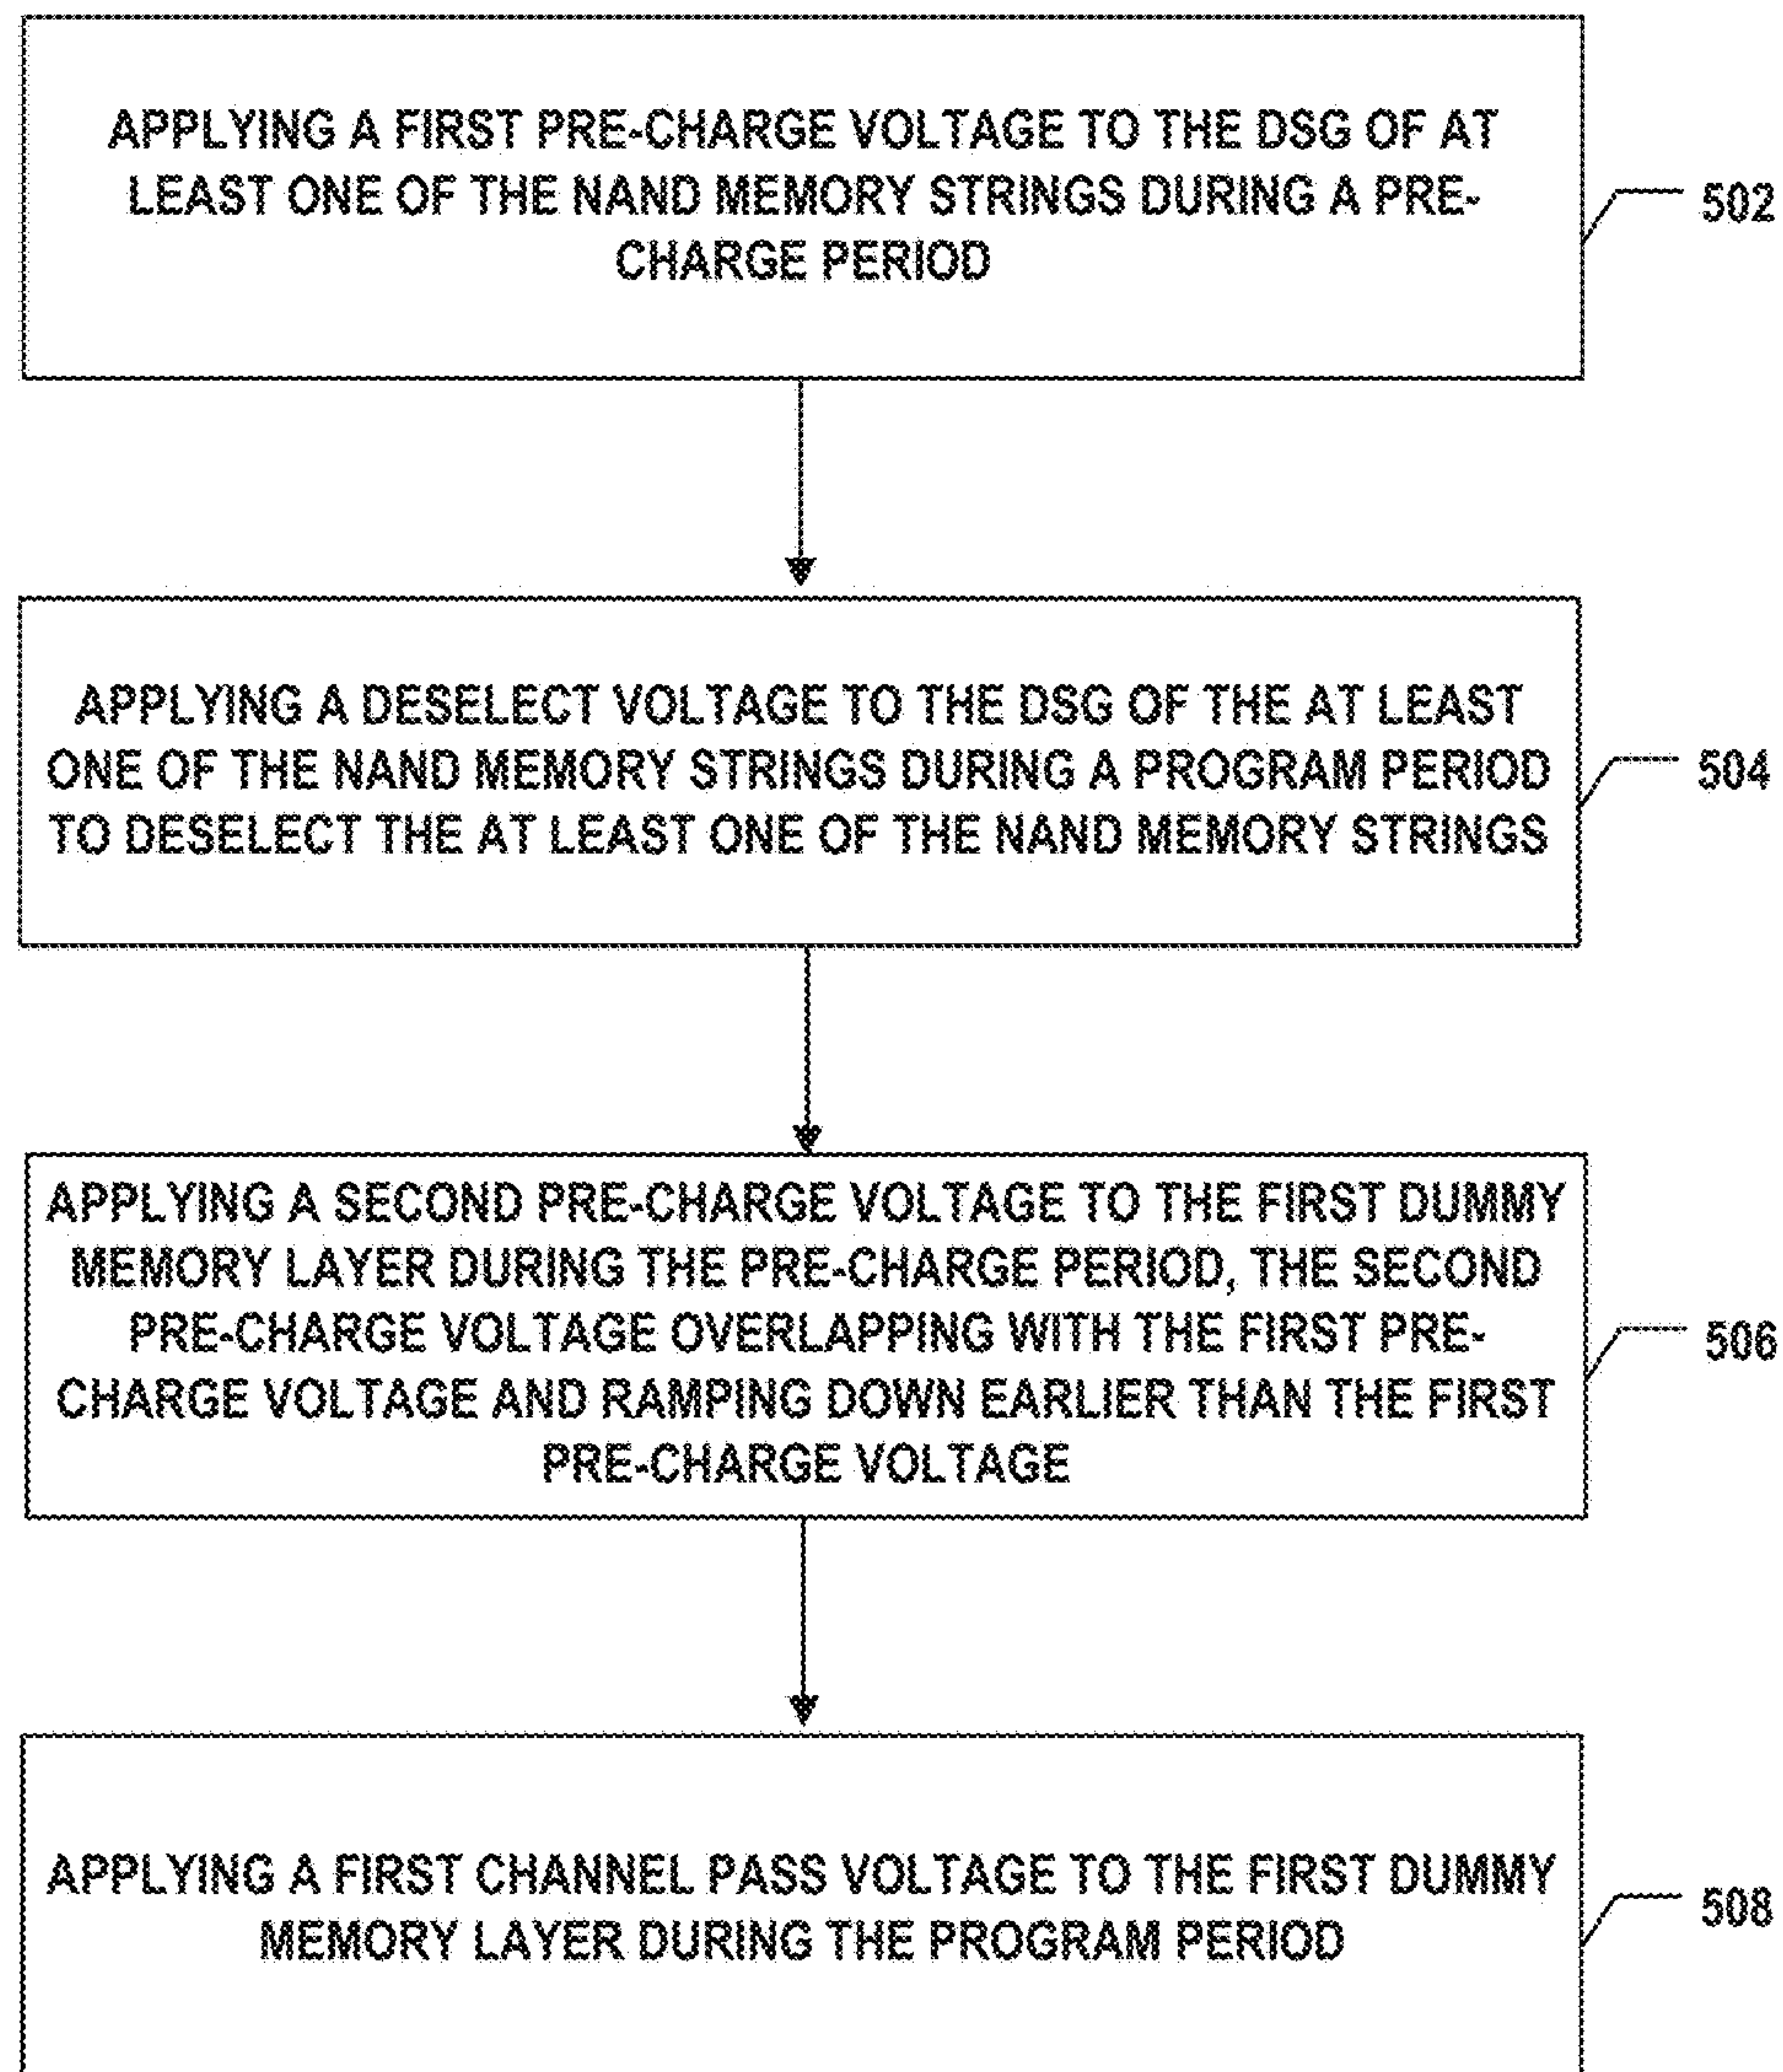 APPLYING A FIRST PRE-CHARGE VOLTAGE TO THE DSG OF AT
LEAST ONE OF THE NAND MEMORY STRINGS DURING A PRE-
CHARGE PERIOD
502
APPLYING A DESELECT VOLTAGE TO THE DSG OF THE AT LEAST
ONE OF THE NAND MEMORY STRINGS DURING A PROGRAM PERIOD
TO DESELECT THE AT LEAST ONE OF THE NAND MEMORY STRINGS
504
APPLYING A SECOND PRE-CHARGE VOLTAGE TO THE FIRST DUMMY
MEMORY LAYER DURING THE PRE-CHARGE PERIOD, THE SECOND
PRE-CHARGE VOLTAGE OVERLAPPING WITH THE FIRST PRE-
CHARGE VOLTAGE AND RAMPING DOWN EARLIER THAN THE FIRST
PRE-CHARGE VOLTAGE
506
APPLYING A FIRST CHANNEL PASS VOLTAGE TO THE FIRST DUMMY
MEMORY LAYER DURING THE PROGRAM PERIOD
508